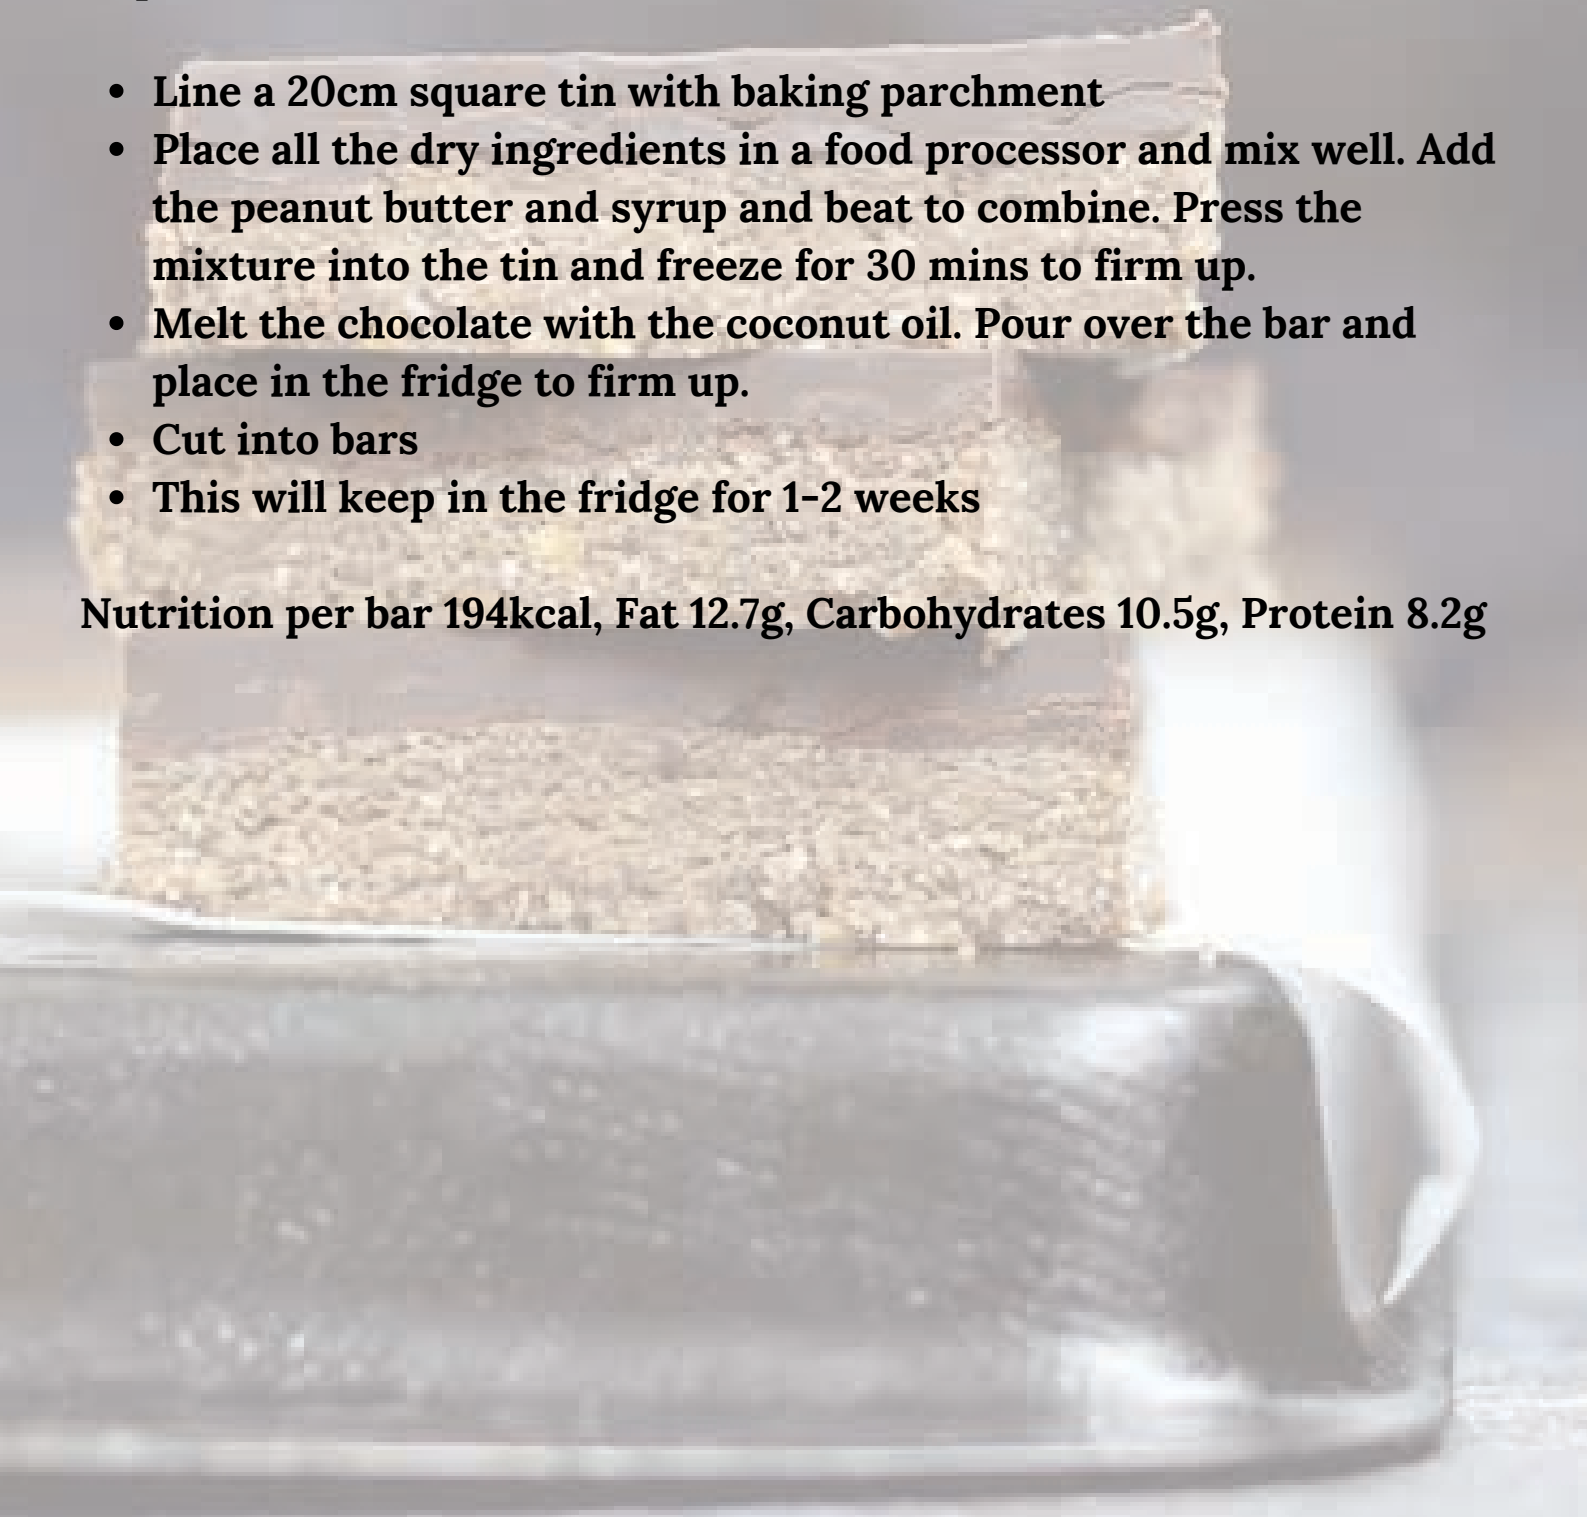 • Line a 20cm square tin with baking parchment
• Place all the dry ingredients in a food processor and mix well. Add
the peanut butter and syrup and beat to combine. Press the
mixture into the tin and freeze for 30 mins to firm up.
• Melt the chocolate with the coconut oil. Pour over the bar and
place in the fridge to firm up.
• Cut into bars
• This will keep in the fridge for 1-2 weeks
Nutrition per bar 194kcal, Fat 12.7g, Carbohydrates 10.5g, Protein 8.2g